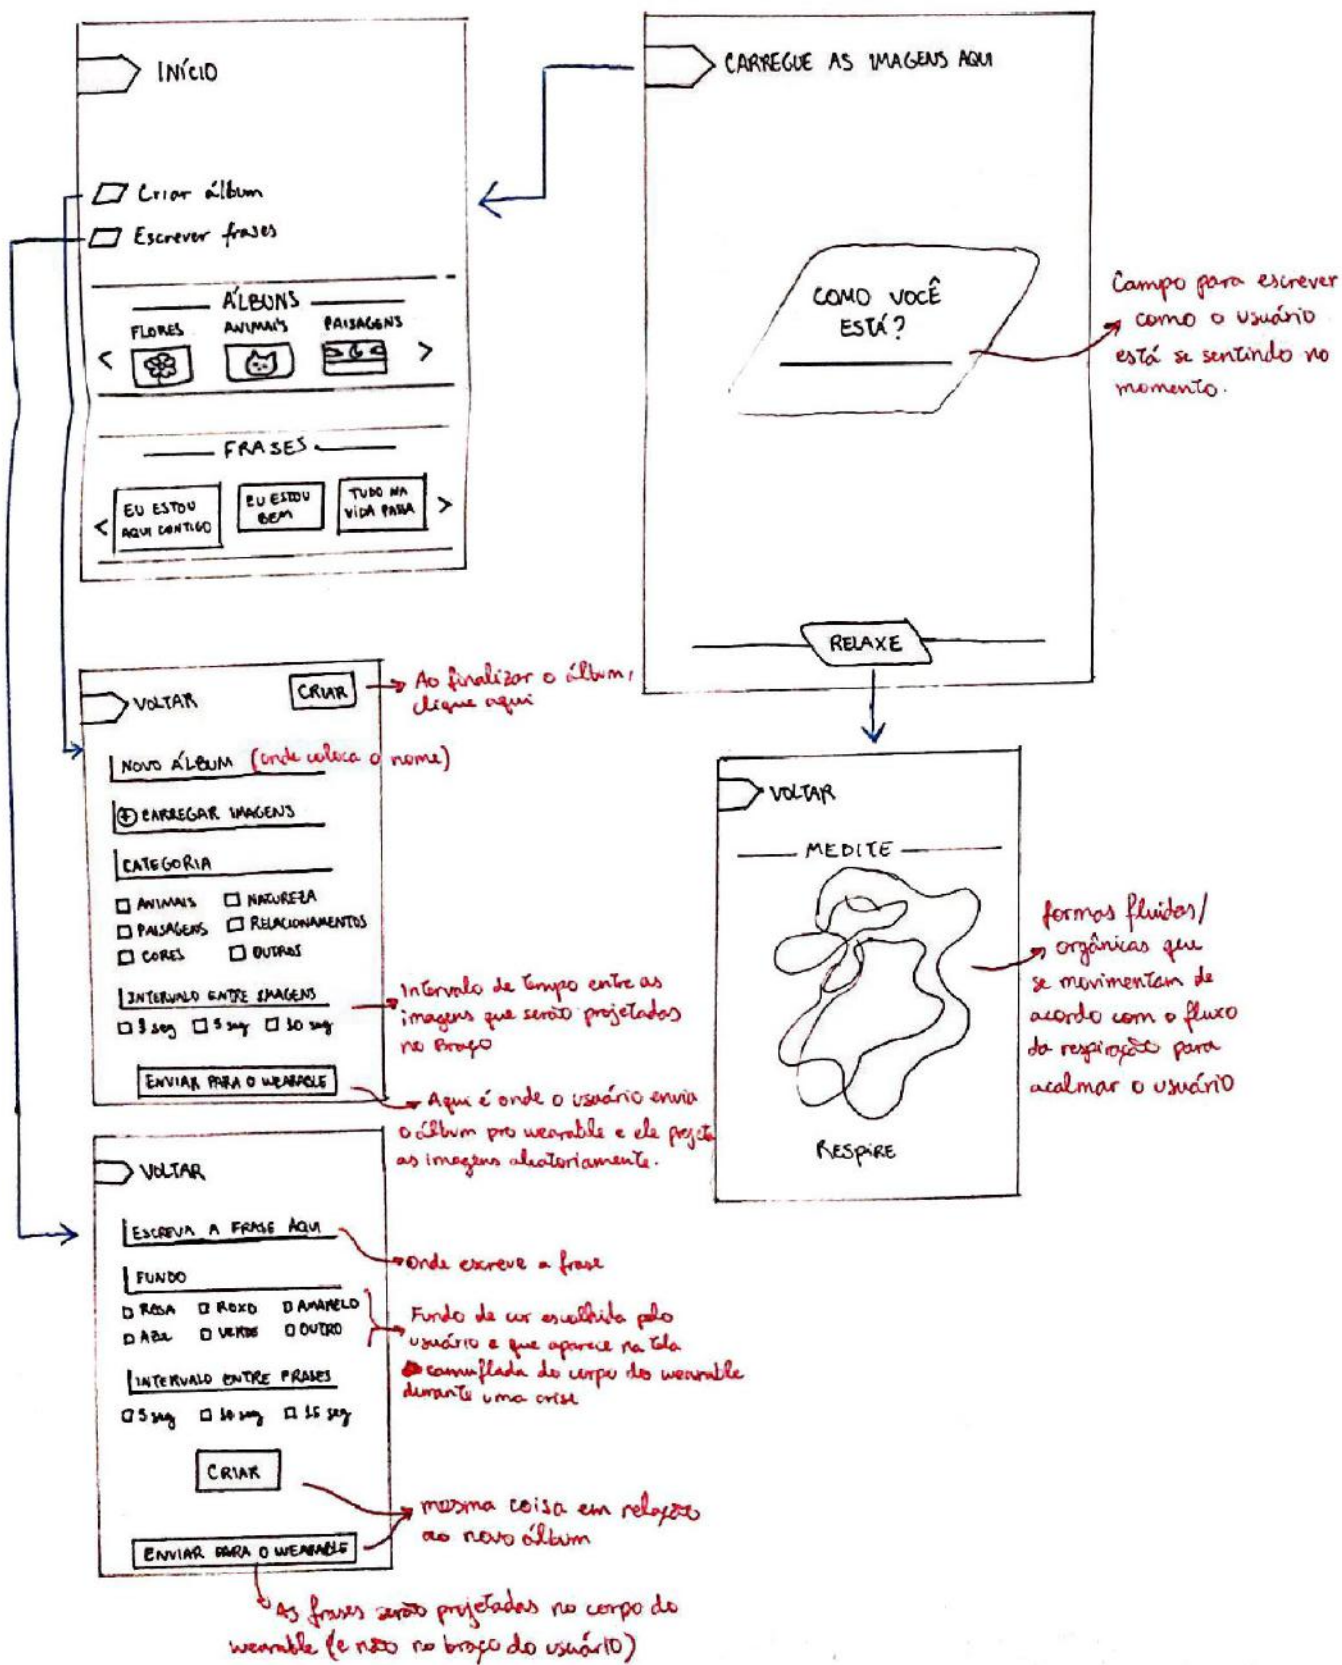 INÍCIO
Criar álbum
Escrever frases
ÁLBUNS
FLORES ANIMAIS PAISAGENS
< >
FRASES
EU ESTOU
AQUI CONTIGO
EU ESTOU
BEM
TUDO NA
VIDA PASSA
< >
CARREGUE AS IMAGENS AQUI
COMO VOCÊ
ESTÁ?
Campo para escrever
como o usuário
está se sentindo no
momento.
RELAXE
VOLTAR
CRIAR
Ao finalizar o álbum,
clique aqui
NOVO ÁLBUM (onde coloca o nome)
+ CARREGAR IMAGENS
CATEGORIA
ANIMAIS NATUREZA
PAISAGENS RELACIONAMENTOS
CORES OUTROS
INTERVALO ENTRE IMAGENS
3 seg 5 seg 10 seg
Intervalo de tempo entre as
imagens que serão projetadas
no Braço
ENVIAR PARA O WEARABLE
Aqui é onde o usuário envia
o álbum pro wearable e ele projeta
as imagens aleatoriamente.
VOLTAR
MEDITE
RESPIRE
formas fluidas/
orgânicas que
se movimentam de
acordo com o fluxo
da respiração para
acalmar o usuário
VOLTAR
ESCREVA A FRASE AQUI
Onde escreve a frase
FUNDO
ROSA ROXO AMARELO
AZUL VERDE OUTRO
Fundo de cor escolhida pelo
usuário e que aparece na tela
camuflada do corpo do wearable
durante uma crise
INTERVALO ENTRE FRASES
5 seg 10 seg 15 seg
CRIAR
mesma coisa em relação
ao novo álbum
ENVIAR PARA O WEARABLE
As frases serão projetadas no corpo do
wearable (e não no braço do usuário)